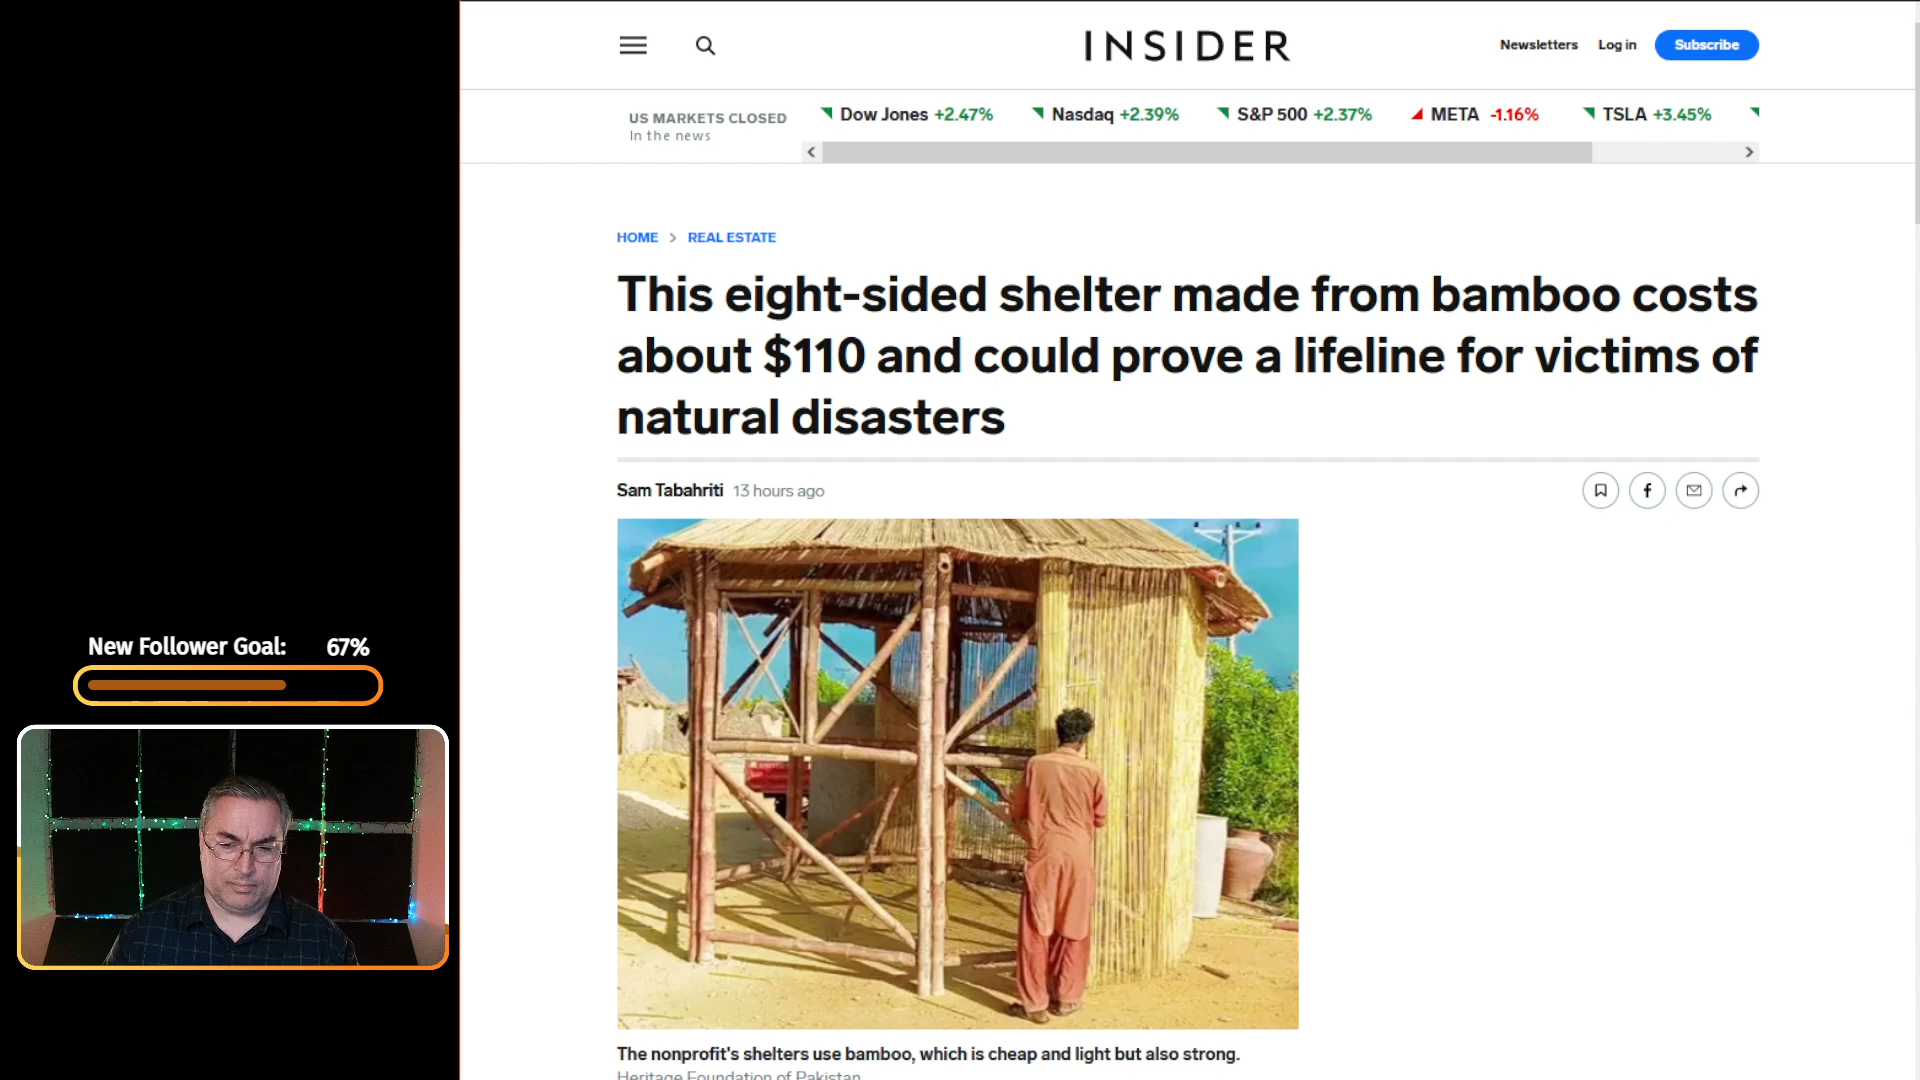 INSIDER
Newsletters Log in Subscribe
US MARKETS CLOSED
In the news
Dow Jones +2.47% Nasdaq +2.39% S&P 500 +2.37% META -1.16% TSLA +3.45%
HOME > REAL ESTATE
This eight-sided shelter made from bamboo costs
about $110 and could prove a lifeline for victims of
natural disasters
Sam Tabahriti 13 hours ago
New Follower Goal: 67%
The nonprofit's shelters use bamboo, which is cheap and light but also strong.
Heritage Foundation of Pakistan